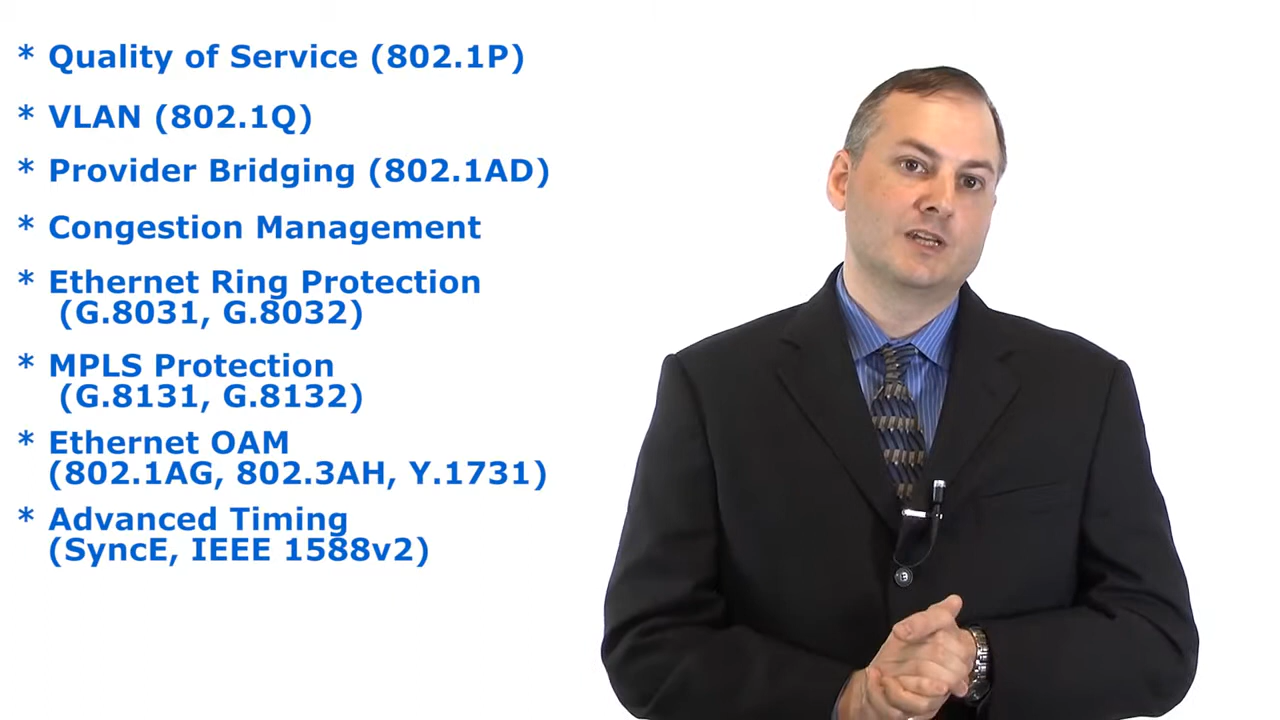 * Quality of Service (802.1P)
* VLAN (802.1Q)
* Provider Bridging (802.1AD)
* Congestion Management
* Ethernet Ring Protection
(G.8031, G.8032)
* MPLS Protection
(G.8131, G.8132)
* Ethernet OAM
(802.1AG, 802.3AH, Y.1731)
* Advanced Timing
(SyncE, IEEE 1588v2)